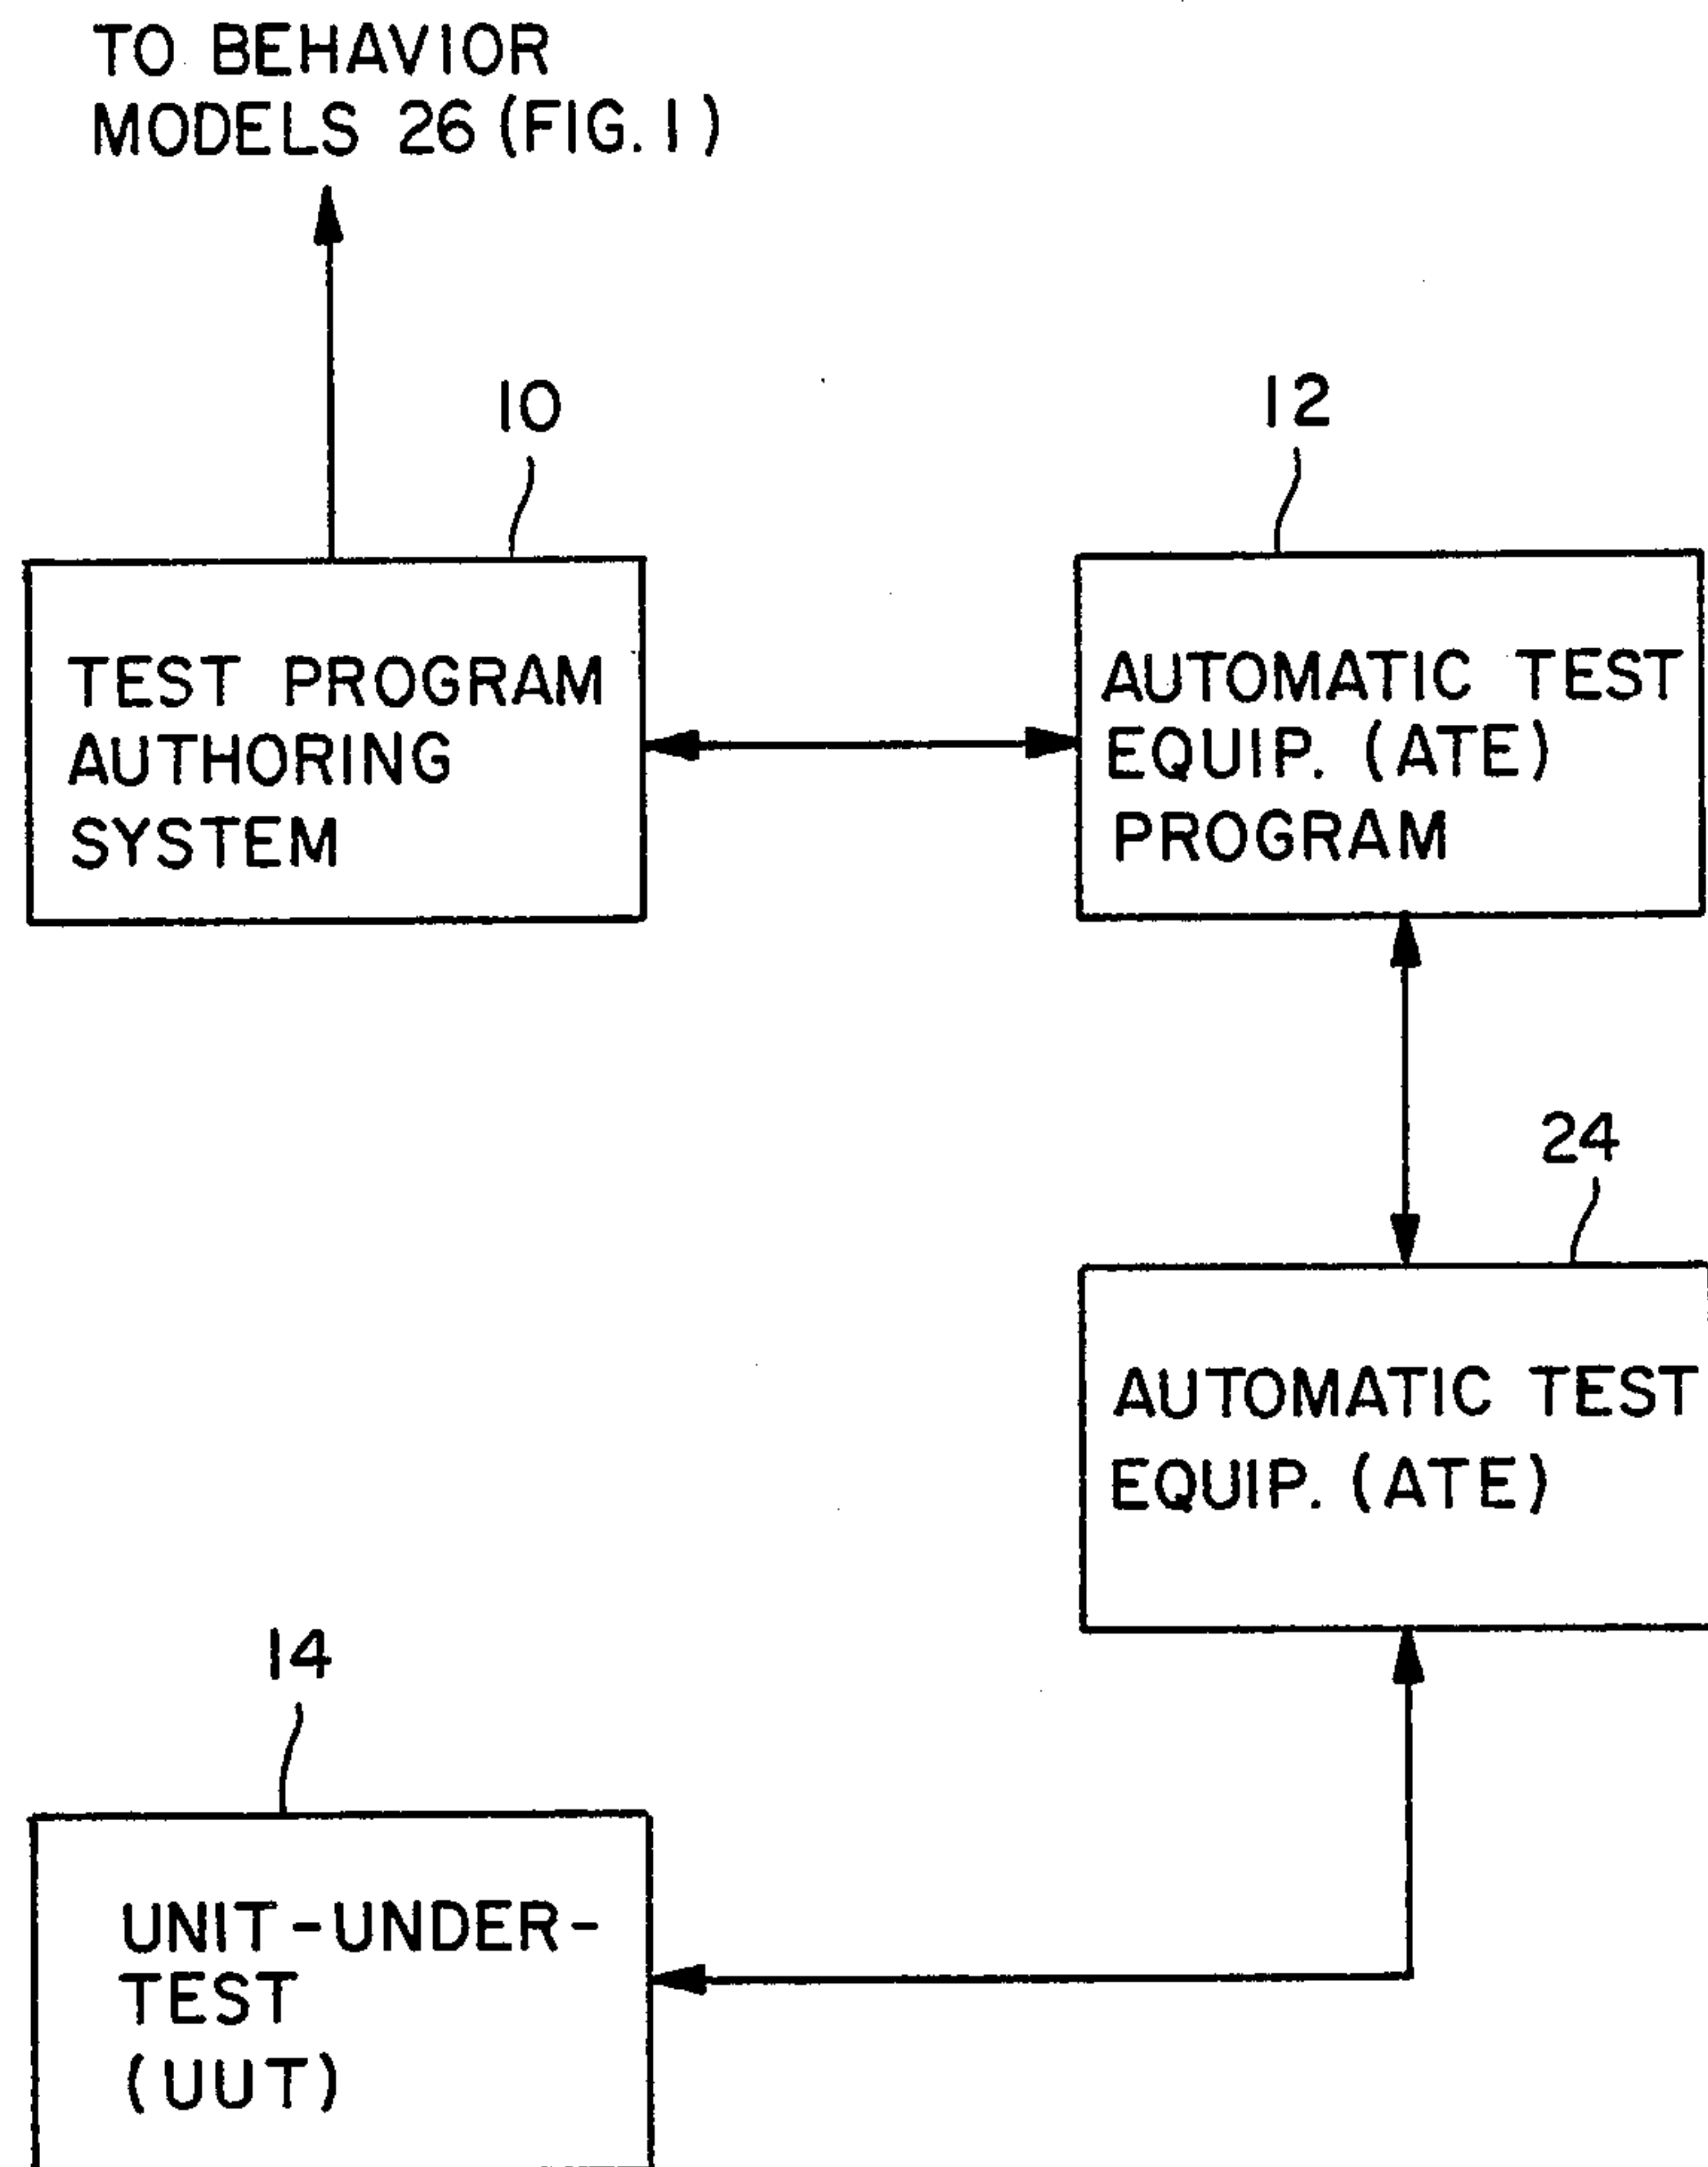 TO BEHAVIOR
MODELS 26 (FIG. 1)
10
12
TEST PROGRAM
AUTHORING
SYSTEM
AUTOMATIC TEST
EQUIP. (ATE)
PROGRAM
24
AUTOMATIC TEST
EQUIP. (ATE)
14
UNIT-UNDER-
TEST
(UUT)